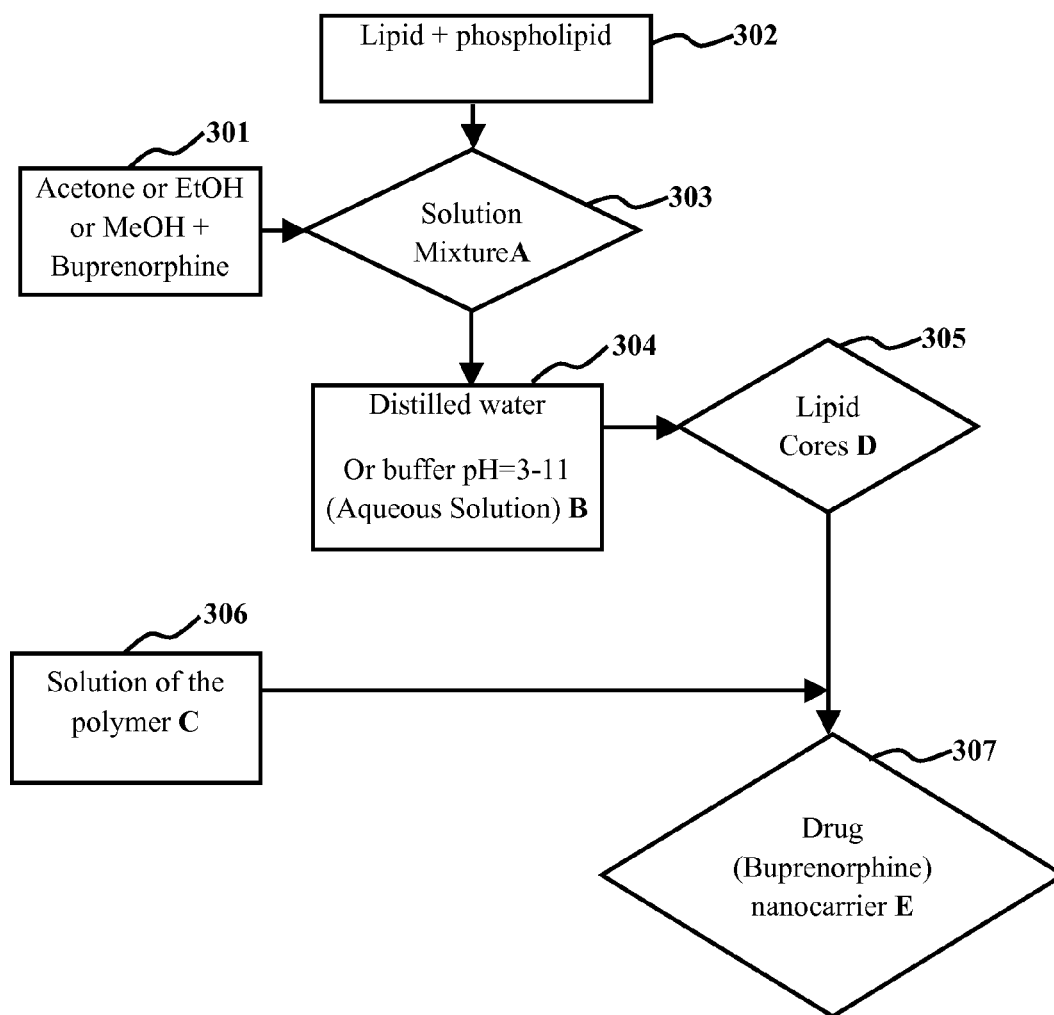 Lipid + phospholipid
302
301
Acetone or EtOH
or MeOH +
Buprenorphine
303
Solution
MixtureA
304
Distilled water
Or buffer pH=3-11
(Aqueous Solution) B
305
Lipid
Cores D
306
Solution of the
polymer C
307
Drug
(Buprenorphine)
nanocarrier E